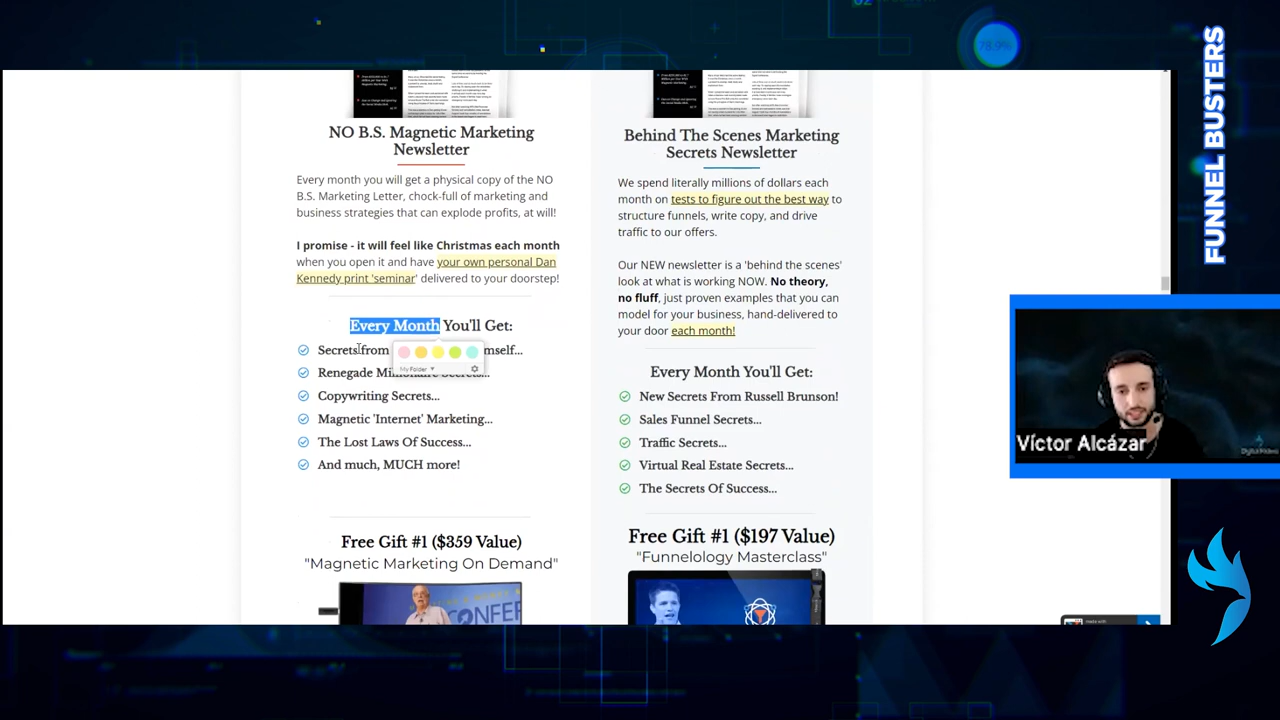 78.9%
FUNNEL BUSTERS
NO B.S. Magnetic Marketing
Newsletter
Every month you will get a physical copy of the NO
B.S. Marketing Letter, chock-full of marketing and
business strategies that can explode profits, at will!
I promise - it will feel like Christmas each month
when you open it and have your own personal Dan
Kennedy print 'seminar' delivered to your doorstep!
Every Month You'll Get:
Secrets from
mself...
My Folder
Renegade Millionaire Secrets...
Copywriting Secrets...
Magnetic 'Internet' Marketing...
The Lost Laws Of Success...
And much, MUCH more!
Free Gift #1 ($359 Value)
"Magnetic Marketing On Demand"
CONFE
Behind The Scenes Marketing
Secrets Newsletter
We spend literally millions of dollars each
month on tests to figure out the best way to
structure funnels, write copy, and drive
traffic to our offers.
Our NEW newsletter is a 'behind the scenes'
look at what is working NOW. No theory,
no fluff, just proven examples that you can
model for your business, hand-delivered to
your door each month!
Every Month You'll Get:
New Secrets From Russell Brunson!
Sales Funnel Secrets...
Traffic Secrets...
Virtual Real Estate Secrets...
The Secrets Of Success...
Free Gift #1 ($197 Value)
"Funnelology Masterclass"
Víctor Alcázar
made with